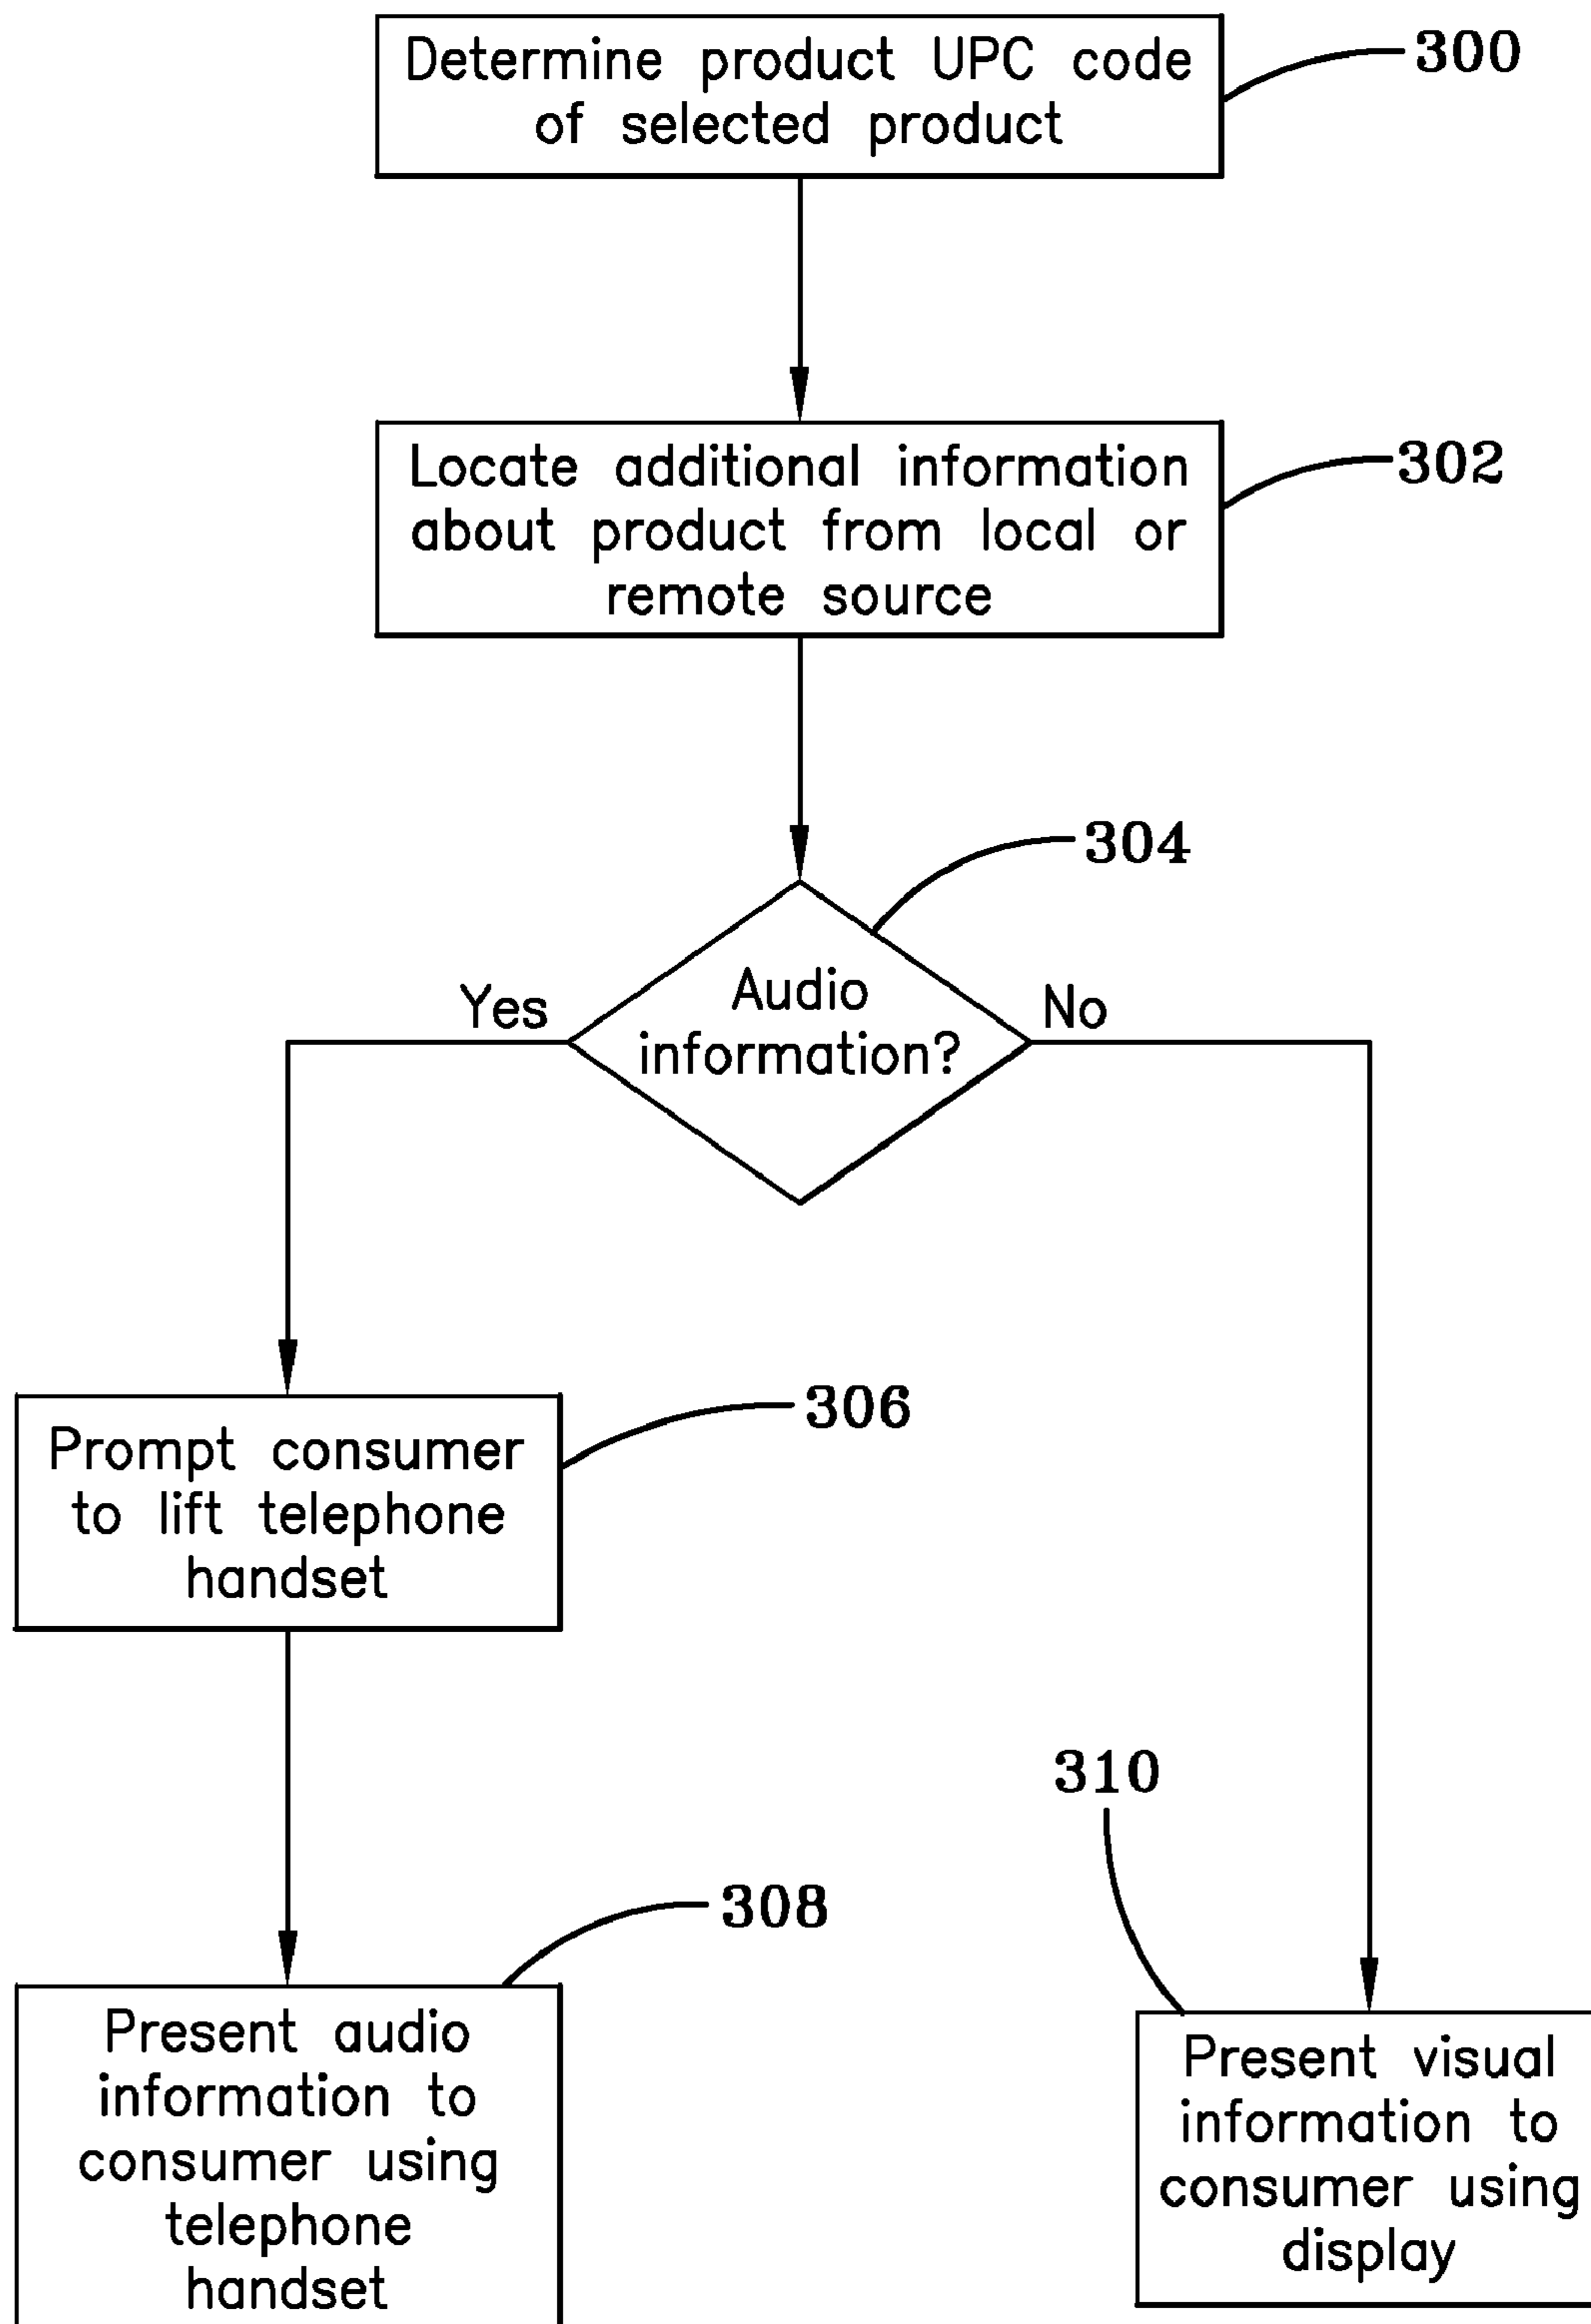 Determine product UPC code
of selected product
300
Locate additional information
about product from local or
remote source
302
304
Audio
information?
Yes
No
Prompt consumer
to lift telephone
handset
306
310
308
Present audio
information to
consumer using
telephone
handset
Present visual
information to
consumer using
display